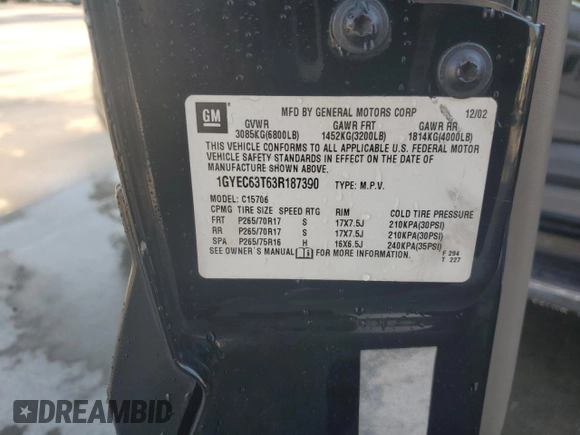 GM
MFD BY GENERAL MOTORS CORP 12/02
GVWR GAWR FRT GAWR RR
3085KG(6800LB) 1452KG(3200LB) 1814KG(4000LB)
THIS VEHICLE CONFORMS TO ALL APPLICABLE U.S. FEDERAL MOTOR
VEHICLE SAFETY STANDARDS IN EFFECT ON THE DATE OF
MANUFACTURE SHOWN ABOVE.
1GYEC63T63R187390 TYPE: M.P.V.
MODEL: C15706
CPMG TIRE SIZE SPEED RTG RIM COLD TIRE PRESSURE
FRT P265/70R17 S 17X7.5J 210KPA(30PSI)
RR P265/70R17 S 17X7.5J 210KPA(30PSI)
SPA P265/75R16 H 16X6.5J 240KPA(35PSI)
SEE OWNER'S MANUAL FOR MORE INFORMATION.
F 294
T 227
DREAMBID